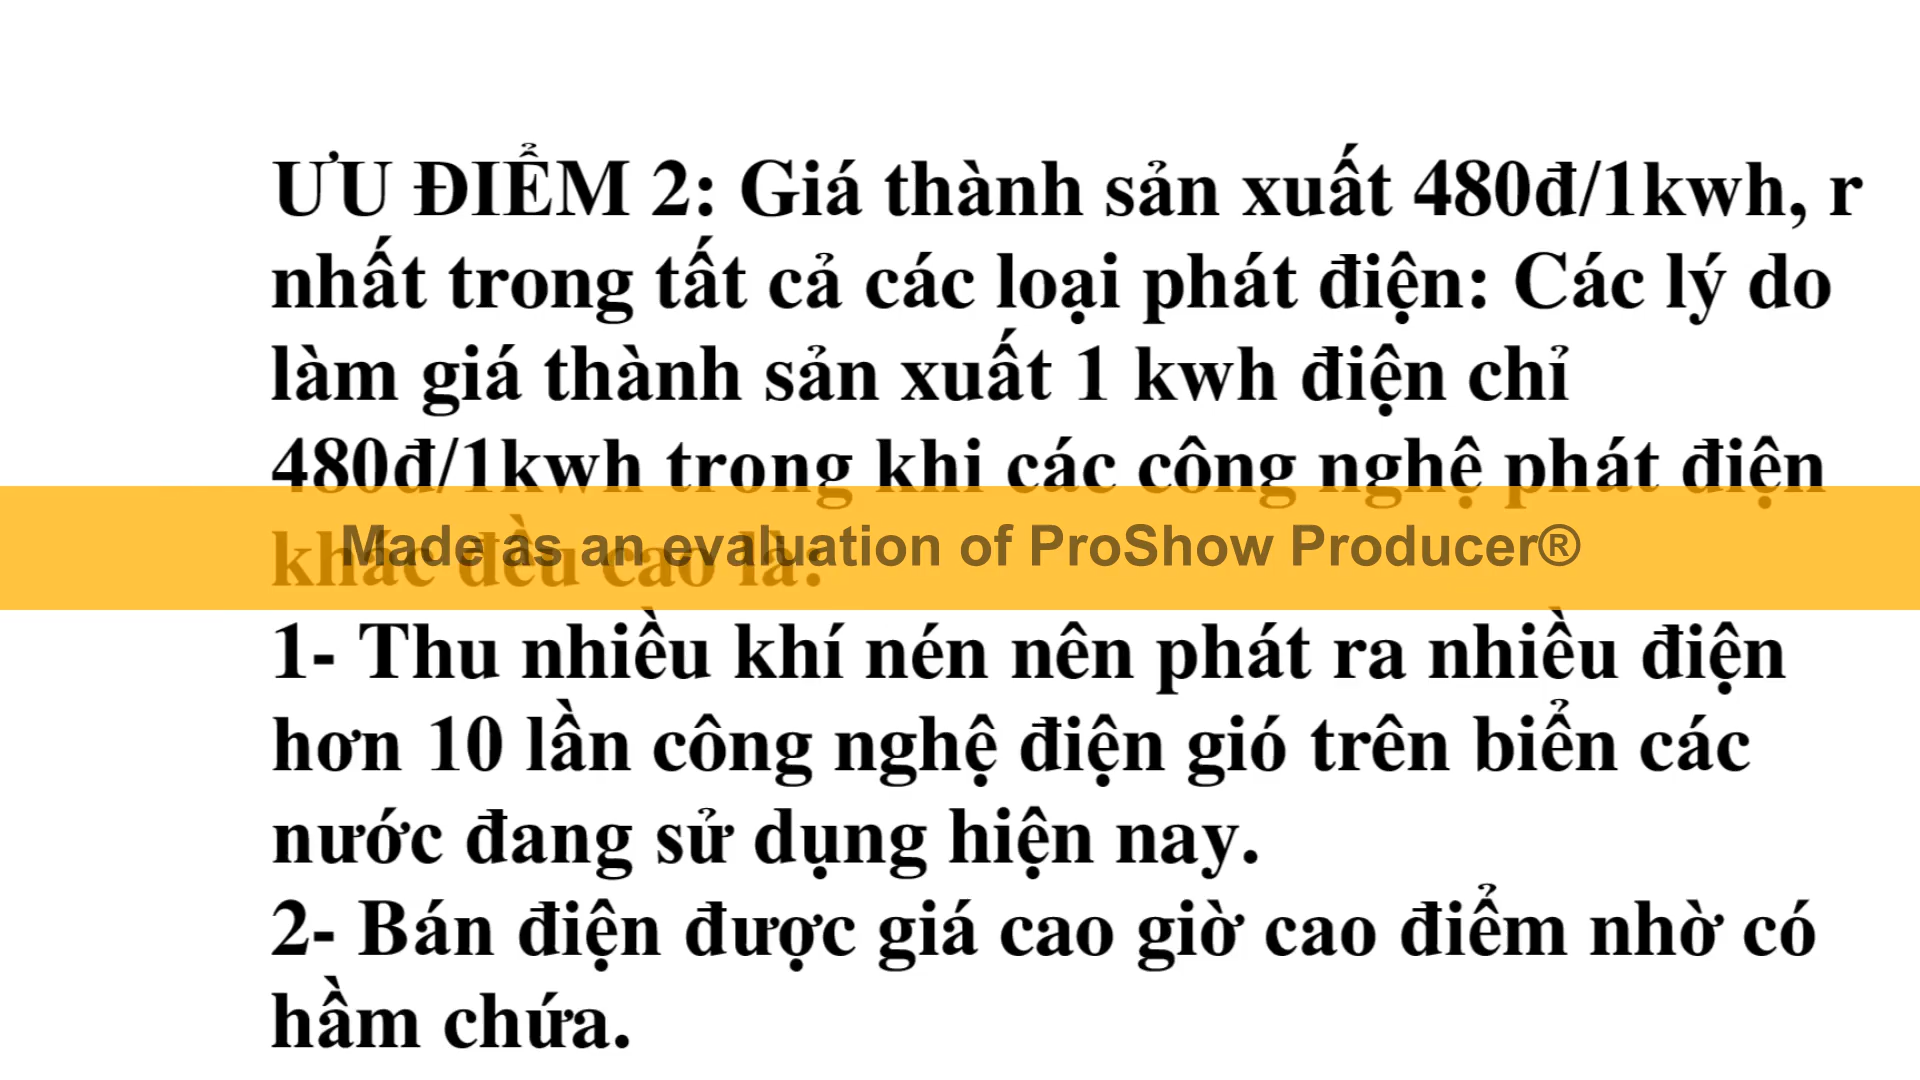 ƯU ĐIỂM 2: Giá thành sản xuất 480đ/1kwh, r
nhất trong tất cả các loại phát điện: Các lý do
làm giá thành sản xuất 1 kwh điện chỉ
480đ/1kwh trong khi các công nghệ phát điện
khác đều cao là:
Made as an evaluation of ProShow Producer®
1- Thu nhiều khí nén nên phát ra nhiều điện
hơn 10 lần công nghệ điện gió trên biển các
nước đang sử dụng hiện nay.
2- Bán điện được giá cao giờ cao điểm nhờ có
hầm chứa.